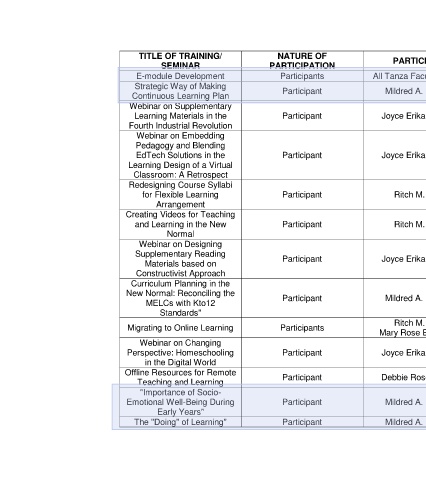 TITLE OF TRAINING/ NATURE OF PARTICI
SEMINAR PARTICIPATION
E-module Development Participants All Tanza Facu
Strategic Way of Making
Continuous Learning Plan Participant Mildred A.
Webinar on Supplementary
Learning Materials in the Participant Joyce Erika
Fourth Industrial Revolution
Webinar on Embedding
Pedagogy and Blending
EdTech Solutions in the Participant Joyce Erika
Learning Design of a Virtual
Classroom: A Retrospect
Redesigning Course Syllabi
for Flexible Learning Participant Ritch M.
Arrangement
Creating Videos for Teaching
and Learning in the New Participant Ritch M.
Normal
Webinar on Designing
Supplementary Reading Participant Joyce Erika
Materials based on
Constructivist Approach
Curriculum Planning in the
New Normal: Reconciling the Participant Mildred A.
MELCs with Kto12
Standards"
Migrating to Online Learning Participants Ritch M.
Mary Rose E
Webinar on Changing
Perspective: Homeschooling Participant Joyce Erika
in the Digital World
Offline Resources for Remote Participant Debbie Ros
Teaching and Learning
"Importance of Socio-
Emotional Well-Being During Participant Mildred A.
Early Years"
The "Doing" of Learning" Participant Mildred A.